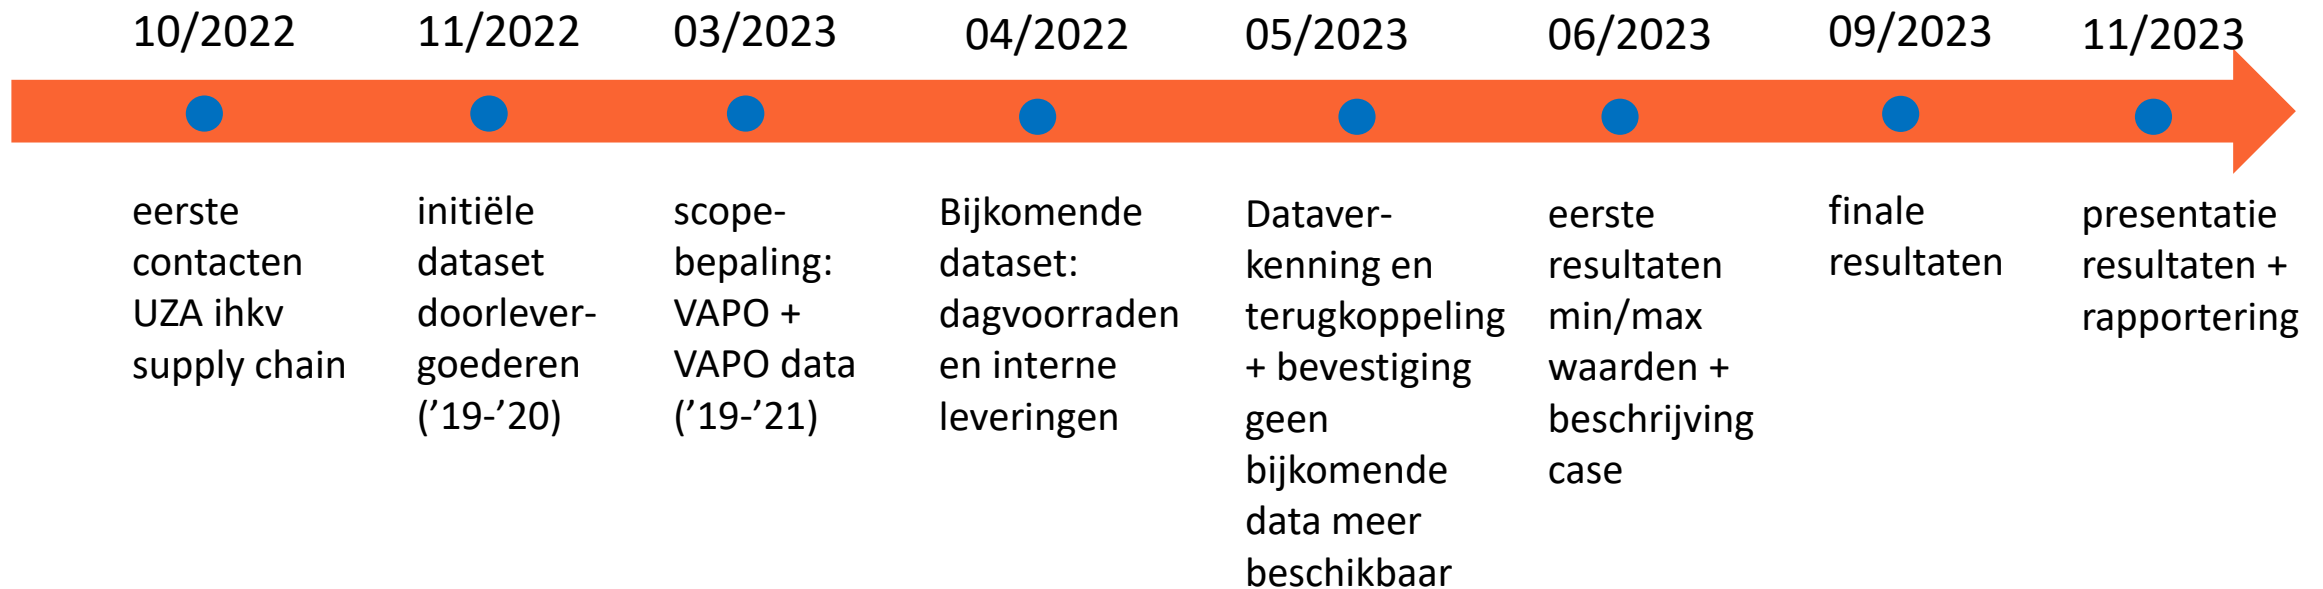 10/2022
11/2022
03/2023
04/2022
05/2023
06/2023
09/2023
11/2023
eerste
contacten
UZA ihkv
supply chain
initiële
dataset
doorlever-
goederen
(’19-’20)
scope-
bepaling:
VAPO +
VAPO data
(’19-’21)
Bijkomende
dataset:
dagvoorraden
en interne
leveringen
Dataver-
kenning en
terugkoppeling
+ bevestiging
geen
bijkomende
data meer
beschikbaar
eerste
resultaten
min/max
waarden +
beschrijving
case
finale
resultaten
presentatie
resultaten +
rapportering